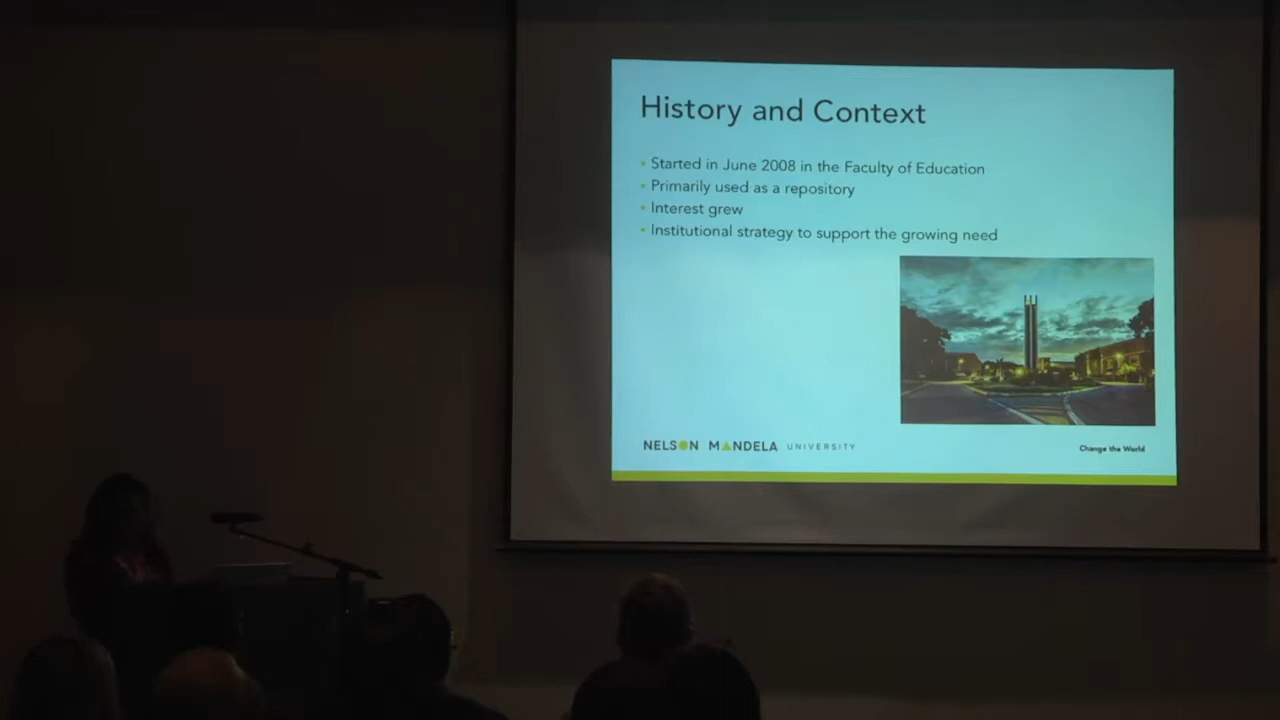 History and Context
Started in June 2008 in the Faculty of Education
Primarily used as a repository
Interest grew
Institutional strategy to support the growing need
NELSON MANDELA UNIVERSITY
Change the World